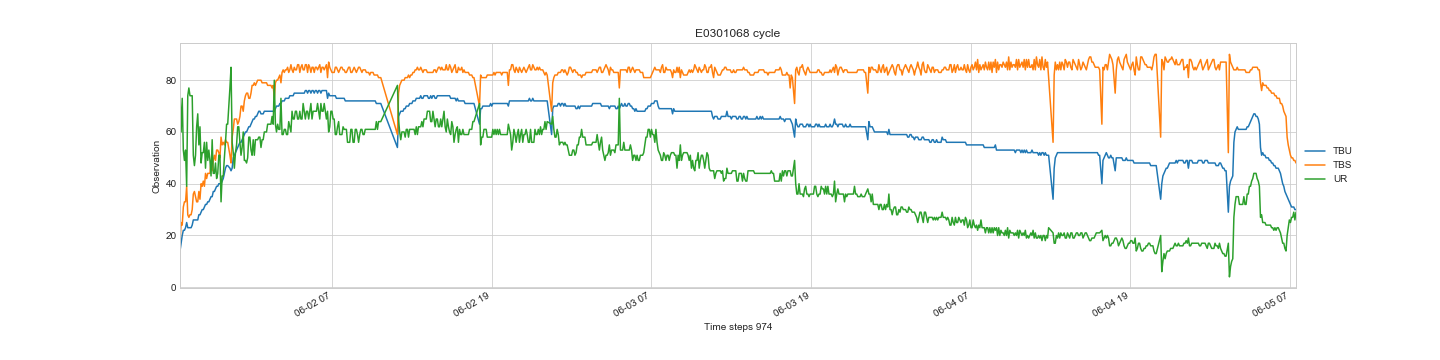 E0301068 cycle
Observation
80
60
40
20
0
06-02 07
06-02 19
06-03 07
06-03 19
06-04 07
06-04 19
06-05 07
Time steps 974
TBU
TBS
UR